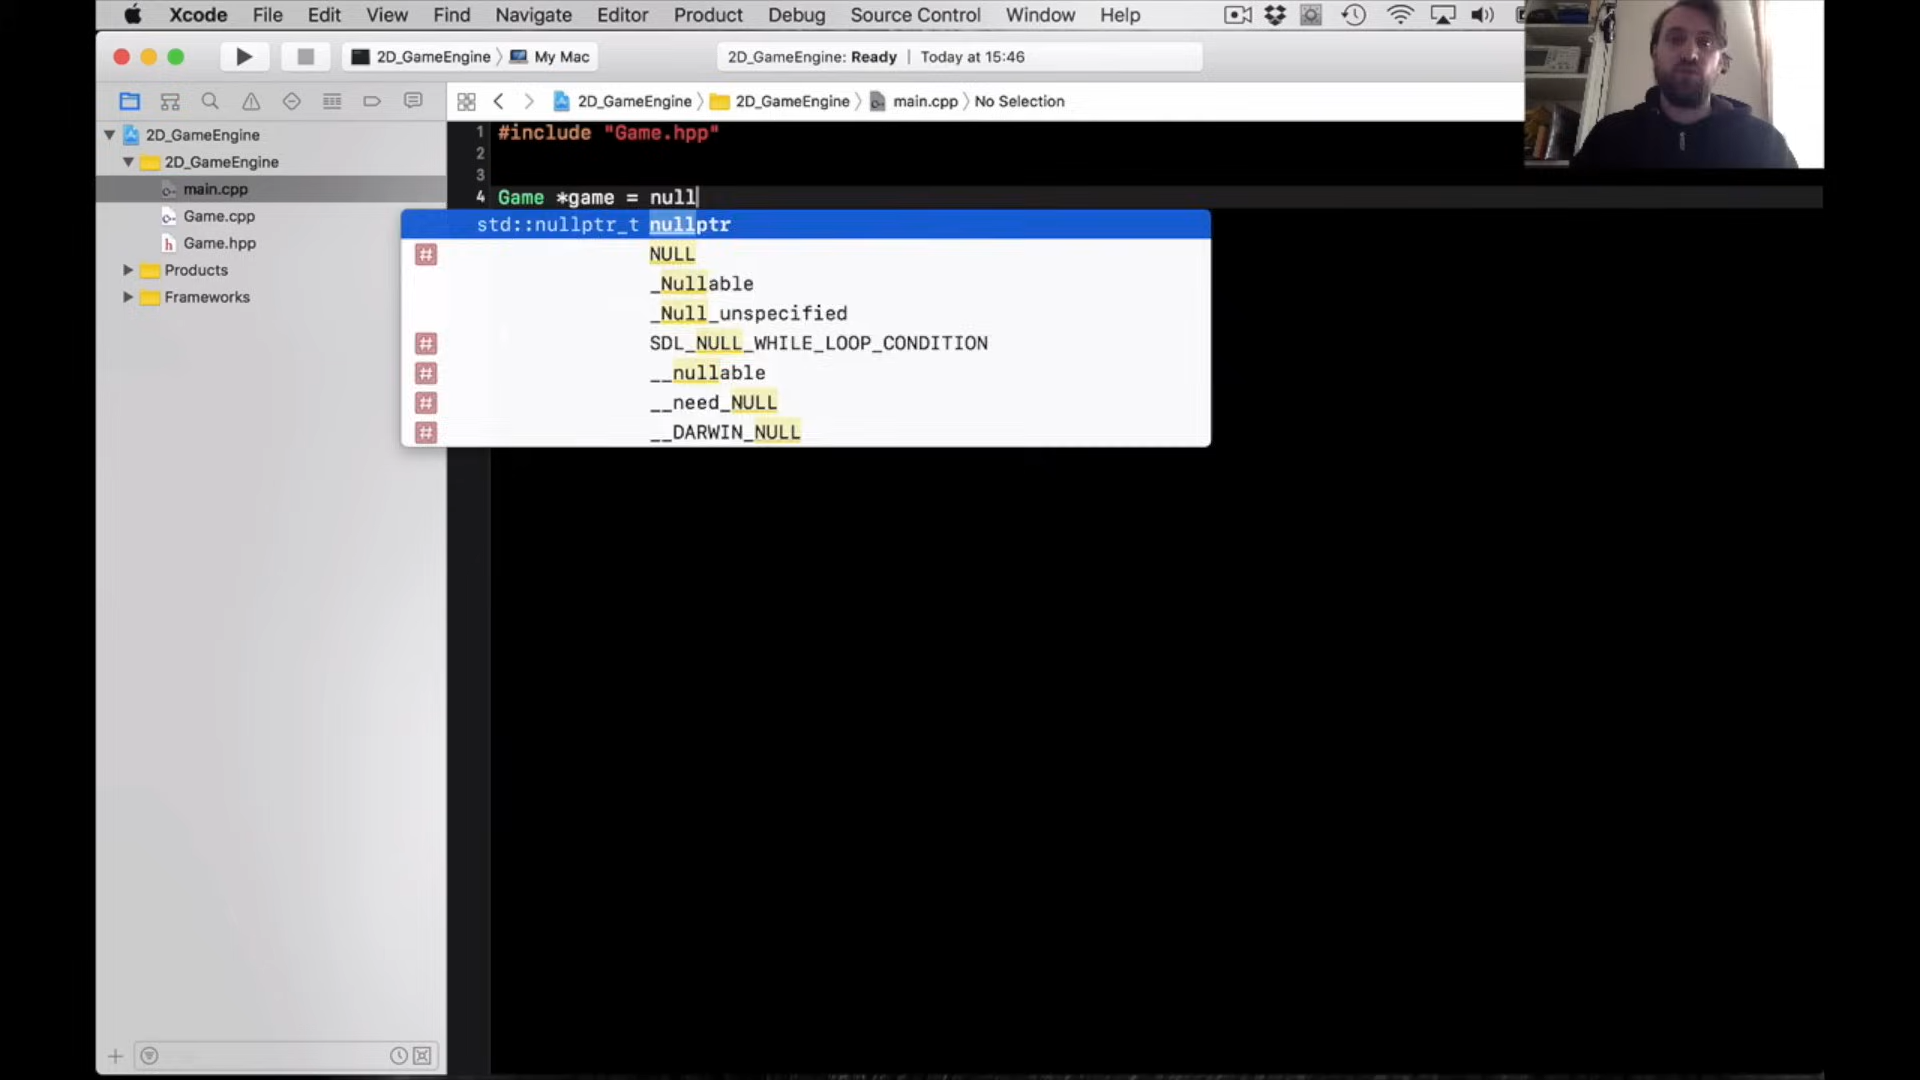 Xcode File Edit View Find Navigate Editor Product Debug Source Control Window Help
2D_GameEngine My Mac
2D_GameEngine: Ready | Today at 15:46
2D_GameEngine 2D_GameEngine main.cpp No Selection
2D_GameEngine
2D_GameEngine
main.cpp
Game.cpp
h Game.hpp
Products
Frameworks
1 #include "Game.hpp"
2
3
4 Game *game = null
std::nullptr_t nullptr
# NULL
_Nullable
_Null_unspecified
# SDL_NULL_WHILE_LOOP_CONDITION
# __nullable
# __need_NULL
# __DARWIN_NULL